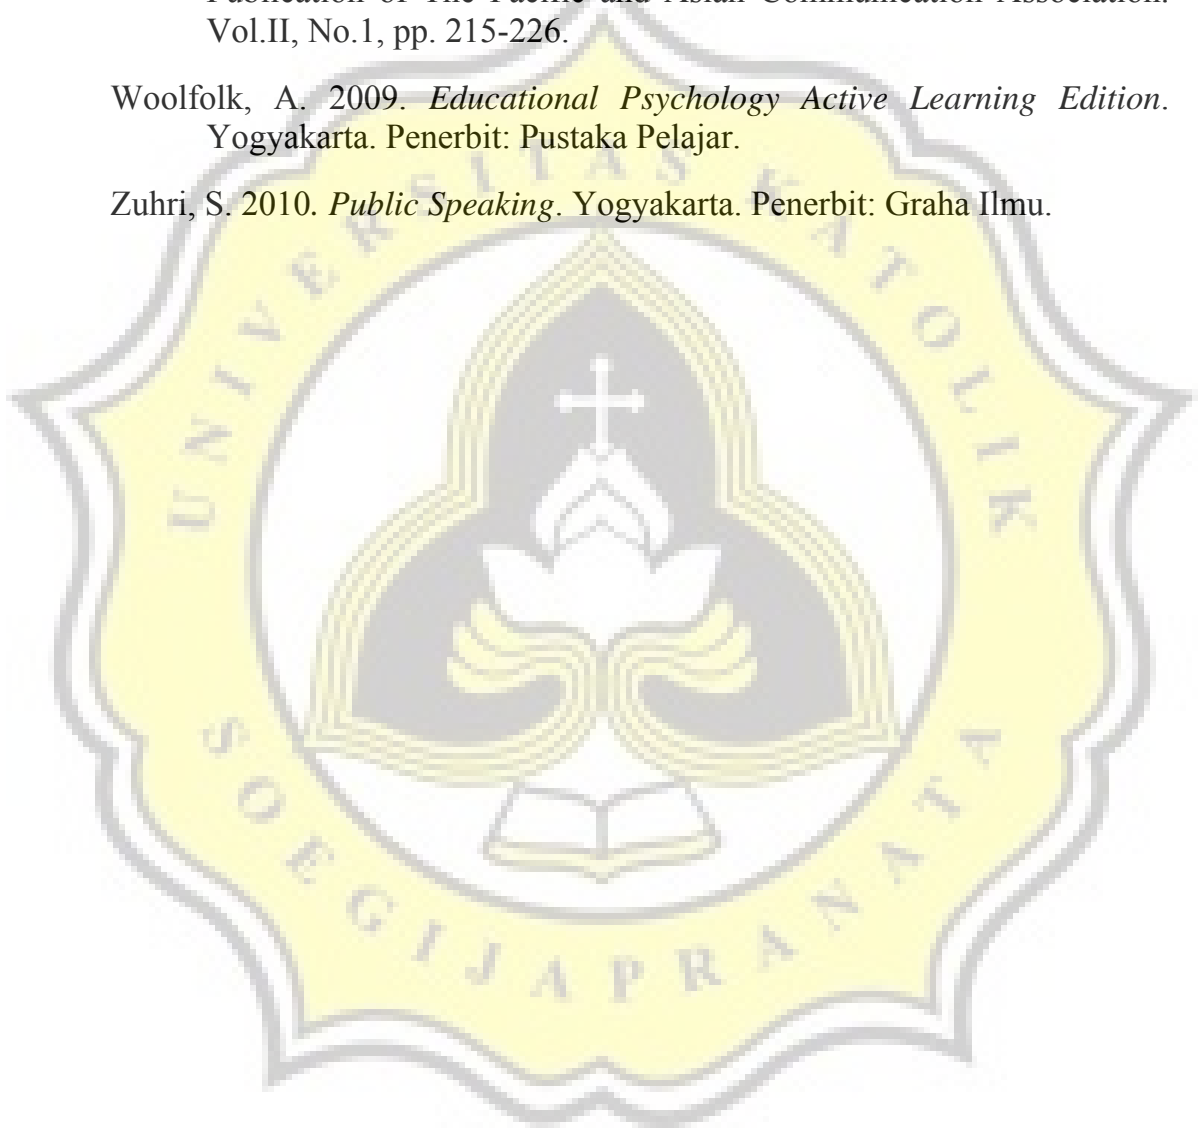 Publication of The Pacific and Asian Communication Association.
Vol.II, No.1, pp. 215-226.
Woolfolk, A. 2009. Educational Psychology Active Learning Edition.
Yogyakarta. Penerbit: Pustaka Pelajar.
Zuhri, S. 2010. Public Speaking. Yogyakarta. Penerbit: Graha Ilmu.
UNIVERSITAS KATOLIK
SOEGIJAPRANATA